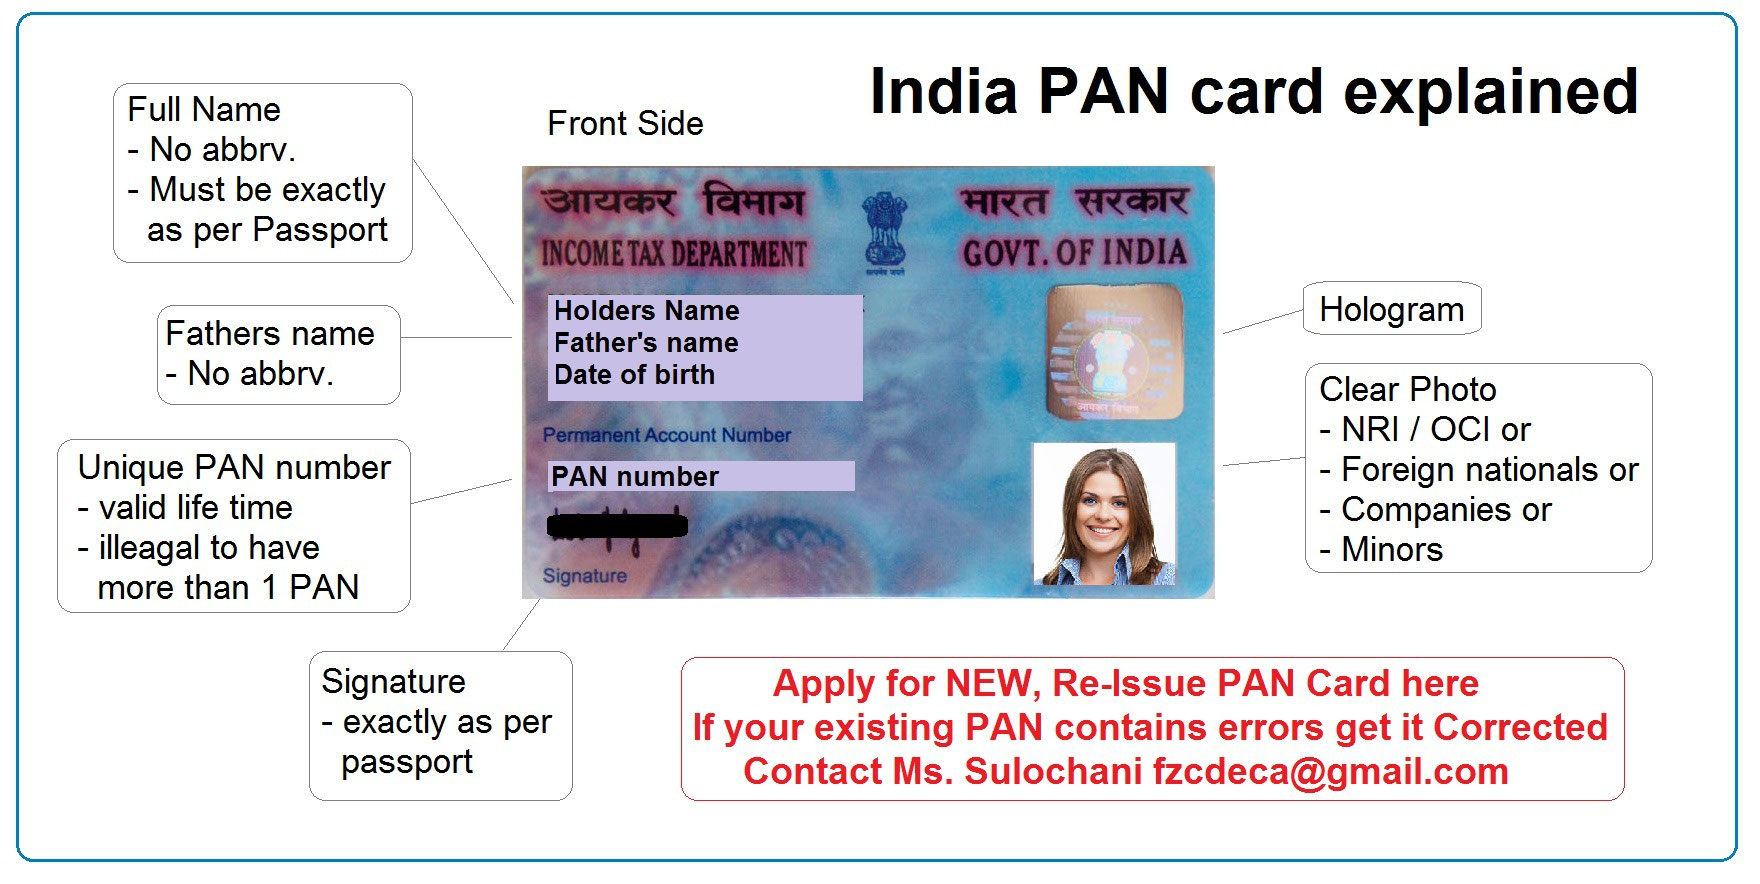 India PAN card explained
Full Name
- No abbrv.
- Must be exactly
as per Passport
Front Side
आयकर विभाग
INCOME TAX DEPARTMENT
भारत सरकार
GOVT. OF INDIA
Holders Name
Father's name
Date of birth
Permanent Account Number
PAN number
Signature
Fathers name
- No abbrv.
Unique PAN number
- valid life time
- illeagal to have
more than 1 PAN
Signature
- exactly as per
passport
Hologram
Clear Photo
- NRI / OCI or
- Foreign nationals or
- Companies or
- Minors
Apply for NEW, Re-Issue PAN Card here
If your existing PAN contains errors get it Corrected
Contact Ms. Sulochani fzcdeca@gmail.com